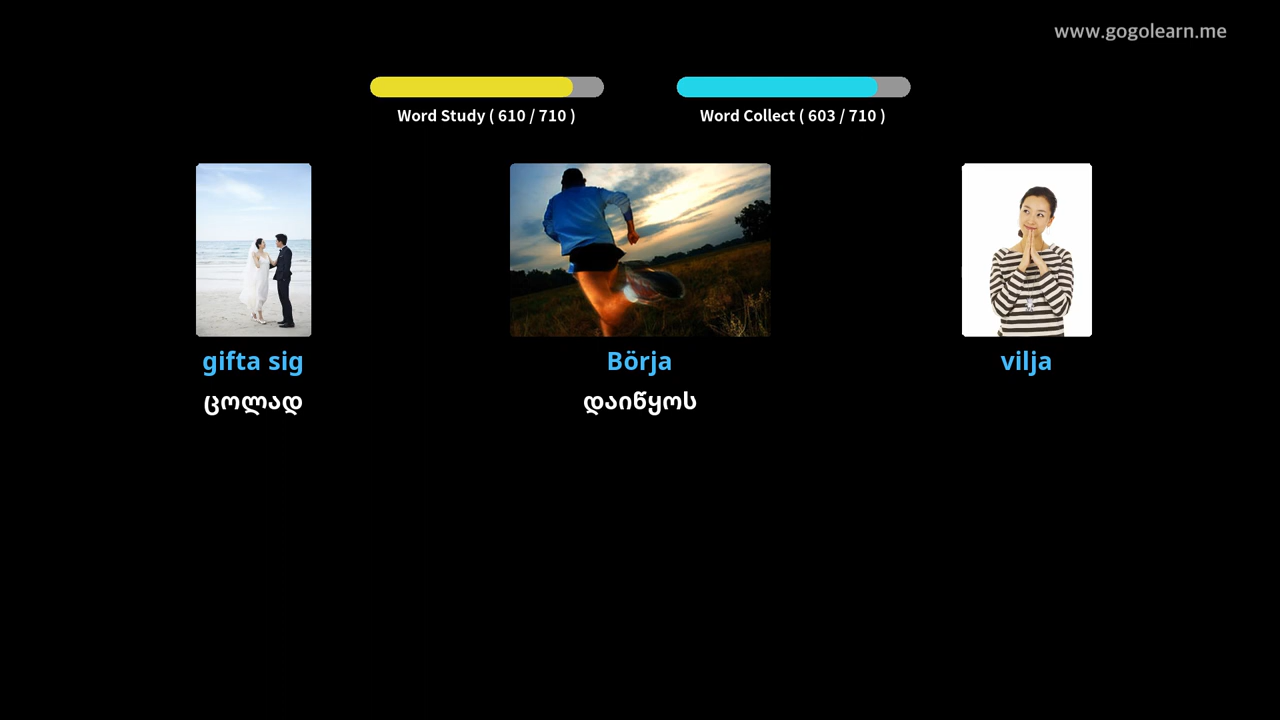 www.gogolearn.me
Word Study ( 610 / 710 )
Word Collect ( 603 / 710 )
gifta sig
ცოლად
Börja
დაიწყოს
vilja